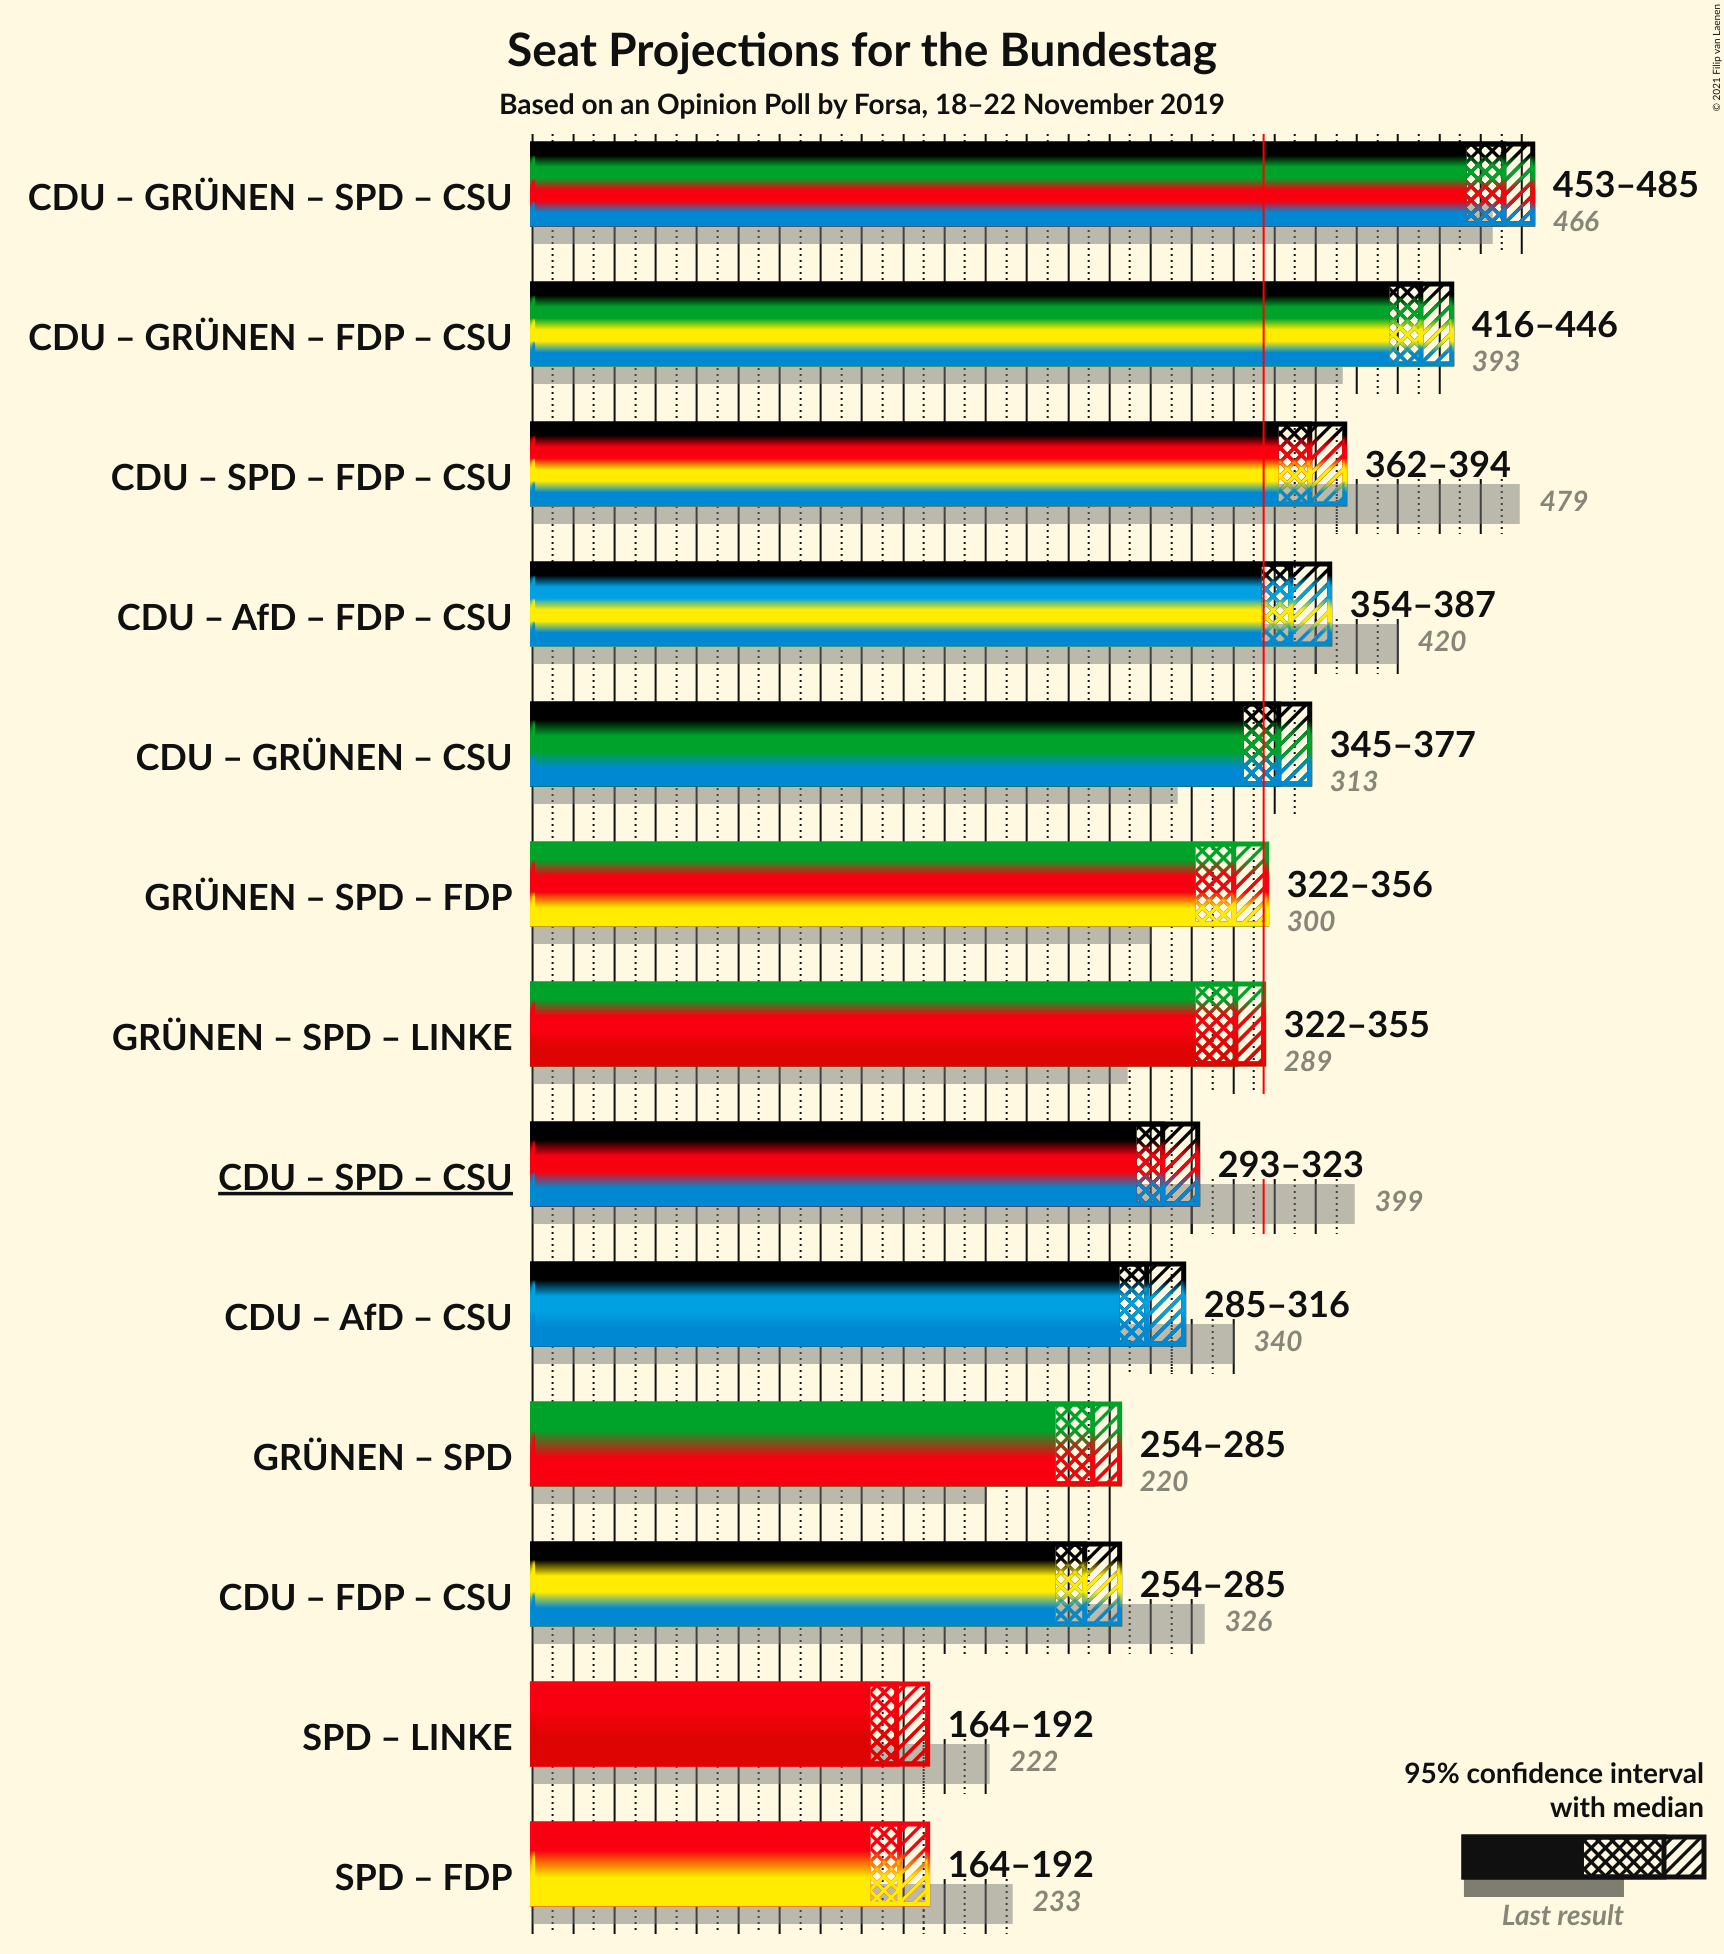 Seat Projections for the Bundestag
Based on an Opinion Poll by Forsa, 18–22 November 2019
© 2021 Filip van Laenen
CDU – GRÜNEN – SPD – CSU
453–485
466
CDU – GRÜNEN – FDP – CSU
416–446
393
CDU – SPD – FDP – CSU
362–394
479
CDU – AfD – FDP – CSU
354–387
420
CDU – GRÜNEN – CSU
345–377
313
GRÜNEN – SPD – FDP
322–356
300
GRÜNEN – SPD – LINKE
322–355
289
CDU – SPD – CSU
293–323
399
CDU – AfD – CSU
285–316
340
GRÜNEN – SPD
254–285
220
CDU – FDP – CSU
254–285
326
SPD – LINKE
164–192
222
SPD – FDP
164–192
233
95% confidence interval
with median
Last result